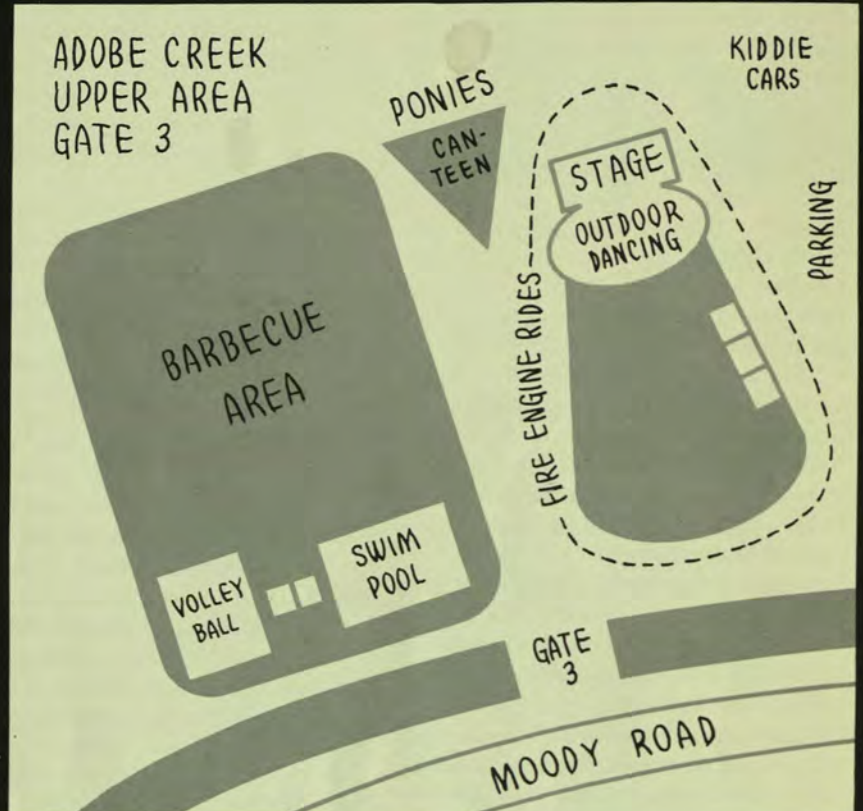 ADOBE CREEK
UPPER AREA
GATE 3
PONIES
CAN-
TEEN
KIDDIE
CARS
STAGE
OUTDOOR
DANCING
PARKING
FIRE ENGINE RIDES
BARBECUE
AREA
VOLLEY
BALL
SWIM
POOL
GATE
3
MOODY ROAD